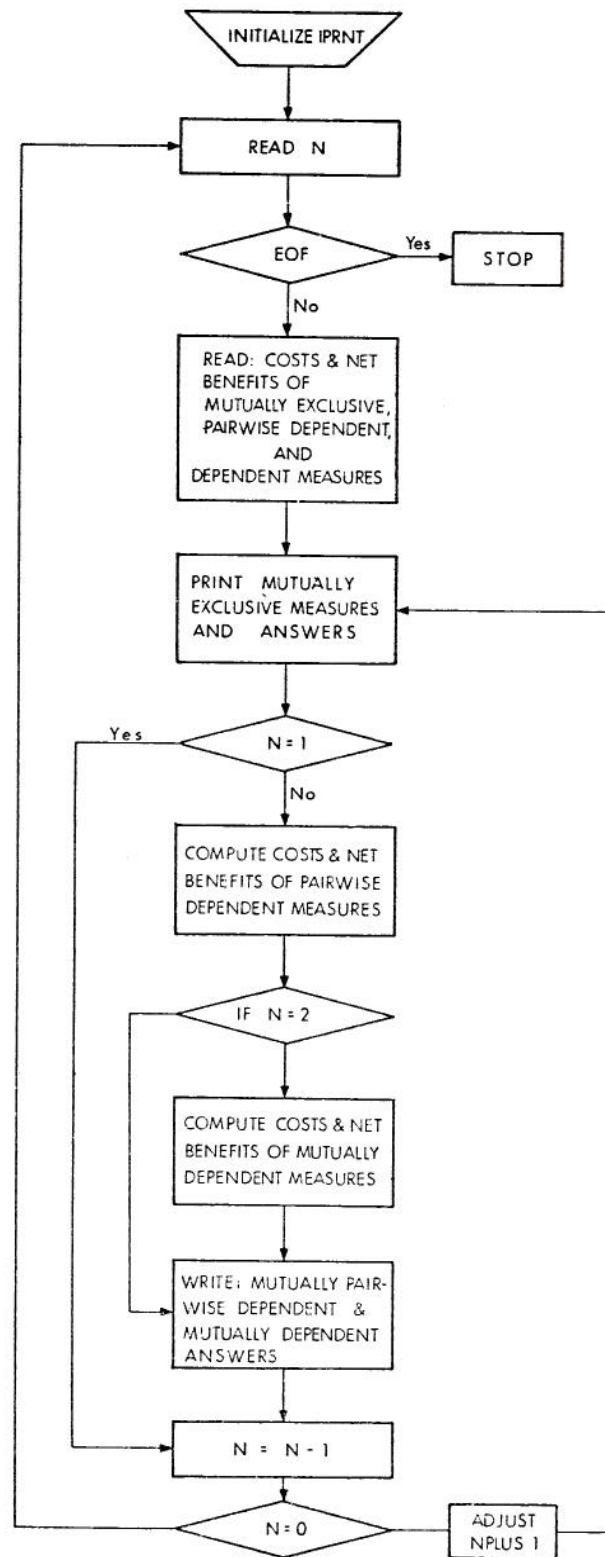 INITIALIZE IPRNT
READ N
EOF
Yes
STOP
No
READ: COSTS & NET
BENEFITS OF
MUTUALLY EXCLUSIVE,
PAIRWISE DEPENDENT,
AND
DEPENDENT MEASURES
PRINT MUTUALLY
EXCLUSIVE MEASURES
AND ANSWERS
Yes
N = 1
No
COMPUTE COSTS & NET
BENEFITS OF PAIRWISE
DEPENDENT MEASURES
IF N = 2
COMPUTE COSTS & NET
BENEFITS OF MUTUALLY
DEPENDENT MEASURES
WRITE: MUTUALLY PAIR-
WISE DEPENDENT &
MUTUALLY DEPENDENT
ANSWERS
N = N - 1
N = 0
ADJUST
NPLUS 1